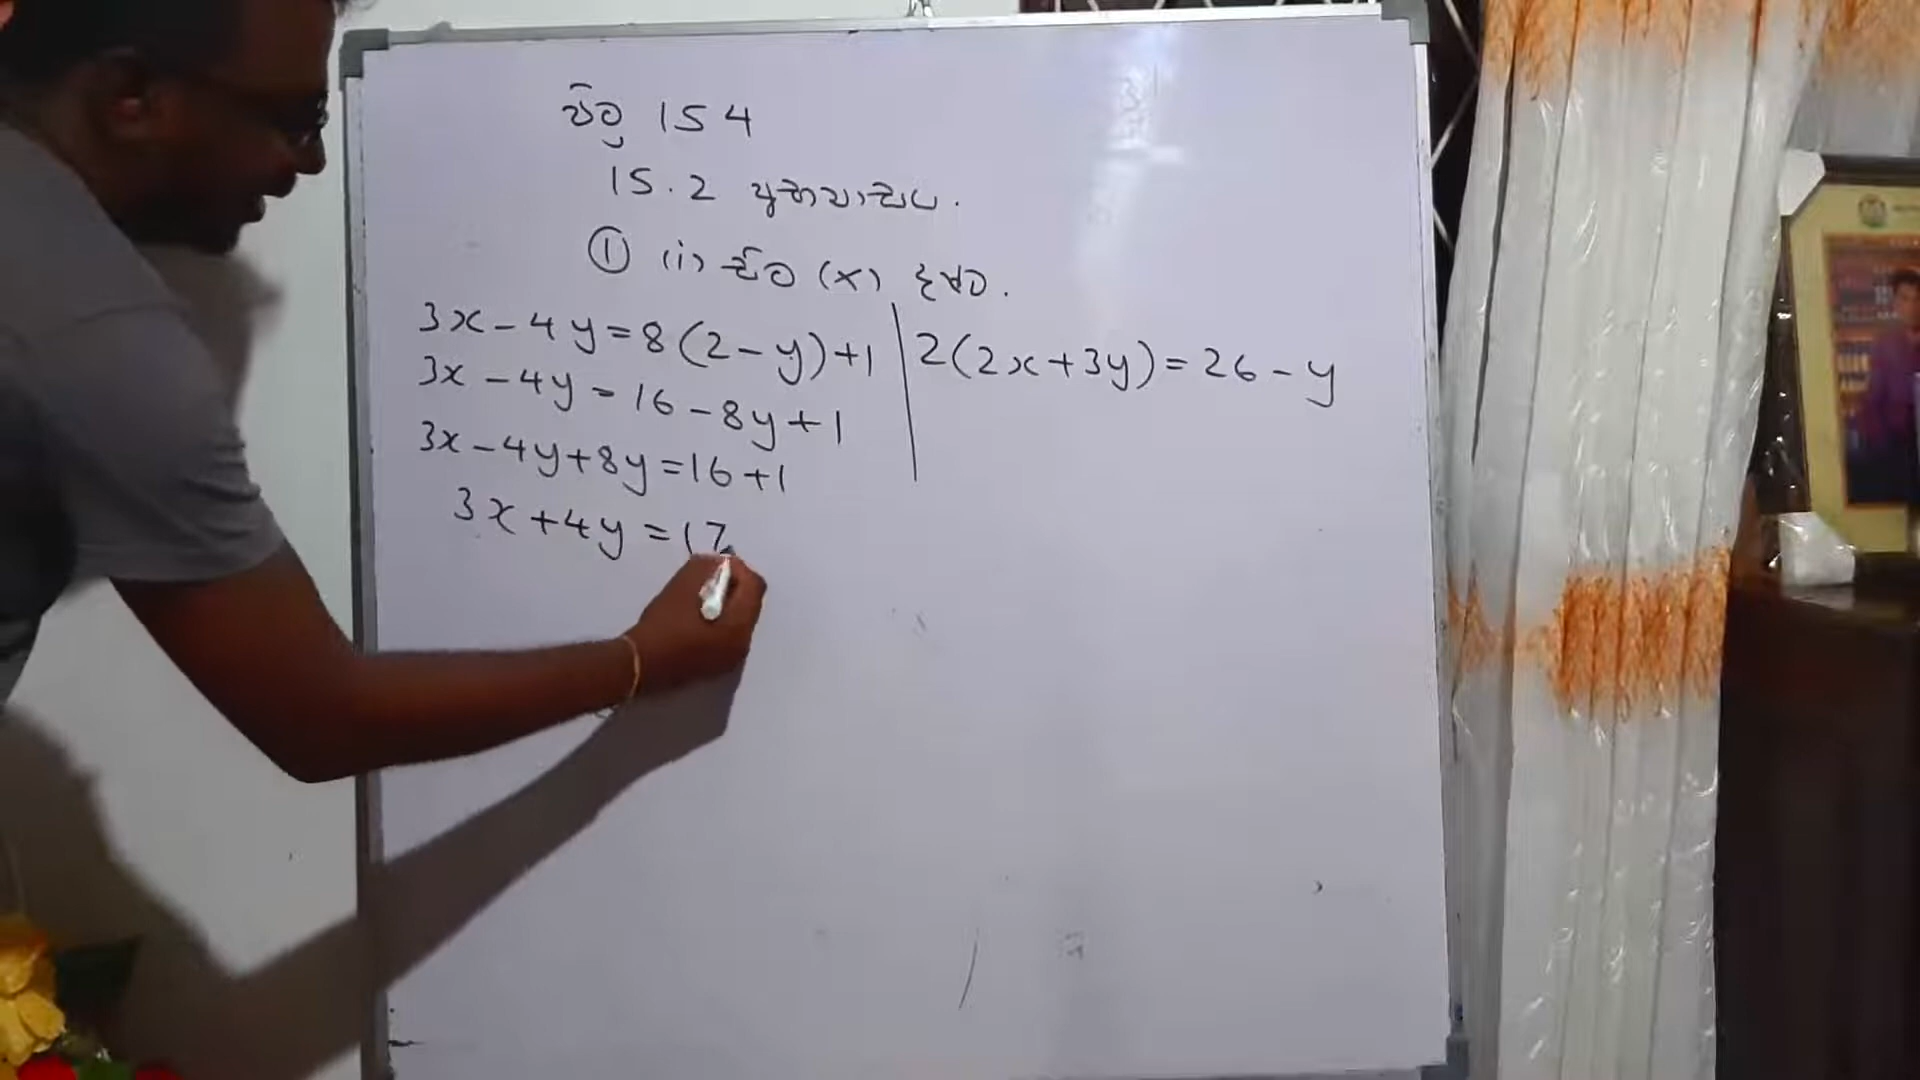 පිටු 154
15.2 අභ්‍යාසය.
① (i)  (x)
3x - 4y = 8(2 - y) + 1
3x - 4y = 16 - 8y + 1
3x - 4y + 8y = 16 + 1
3x + 4y = 17
2(2x + 3y) = 26 - y